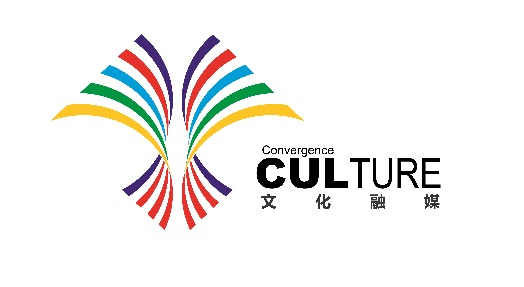 Convergence
CULTURE
文化融媒